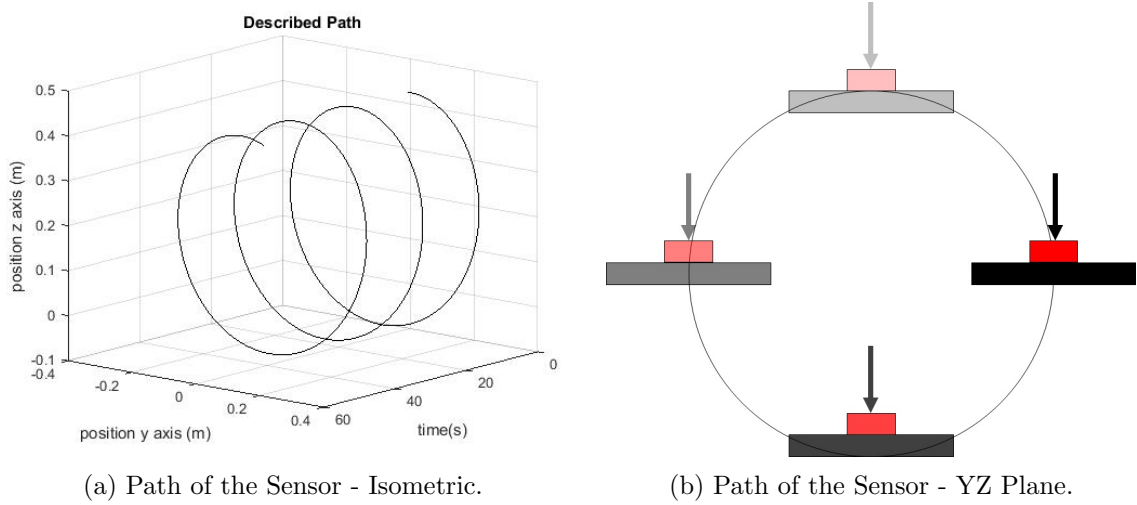 Described Path
0.5
0.4
0.3
0.2
0.1
0
-0.1
-0.4
-0.2
0
0.2
0.4
60
40
20
0
position z axis (m)
position y axis (m)
time(s)
(a) Path of the Sensor - Isometric.
(b) Path of the Sensor - YZ Plane.